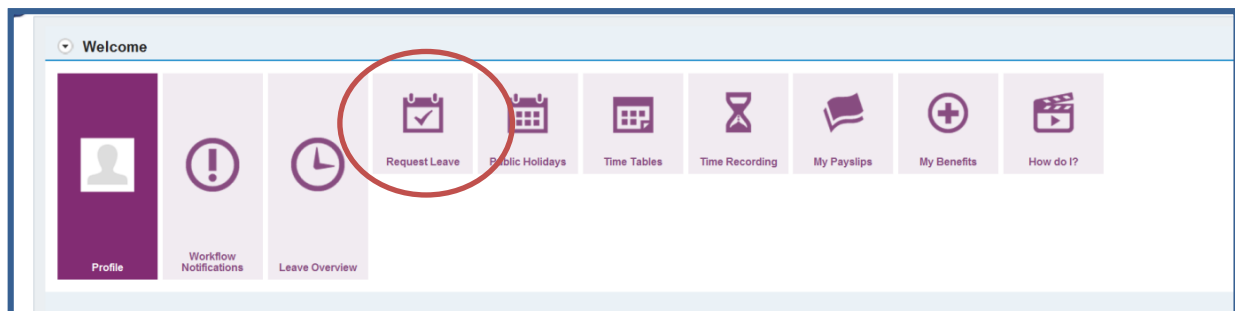 Welcome
Request Leave
Public Holidays
Time Tables
Time Recording
My Payslips
My Benefits
How do I?
Profile
Workflow
Notifications
Leave Overview